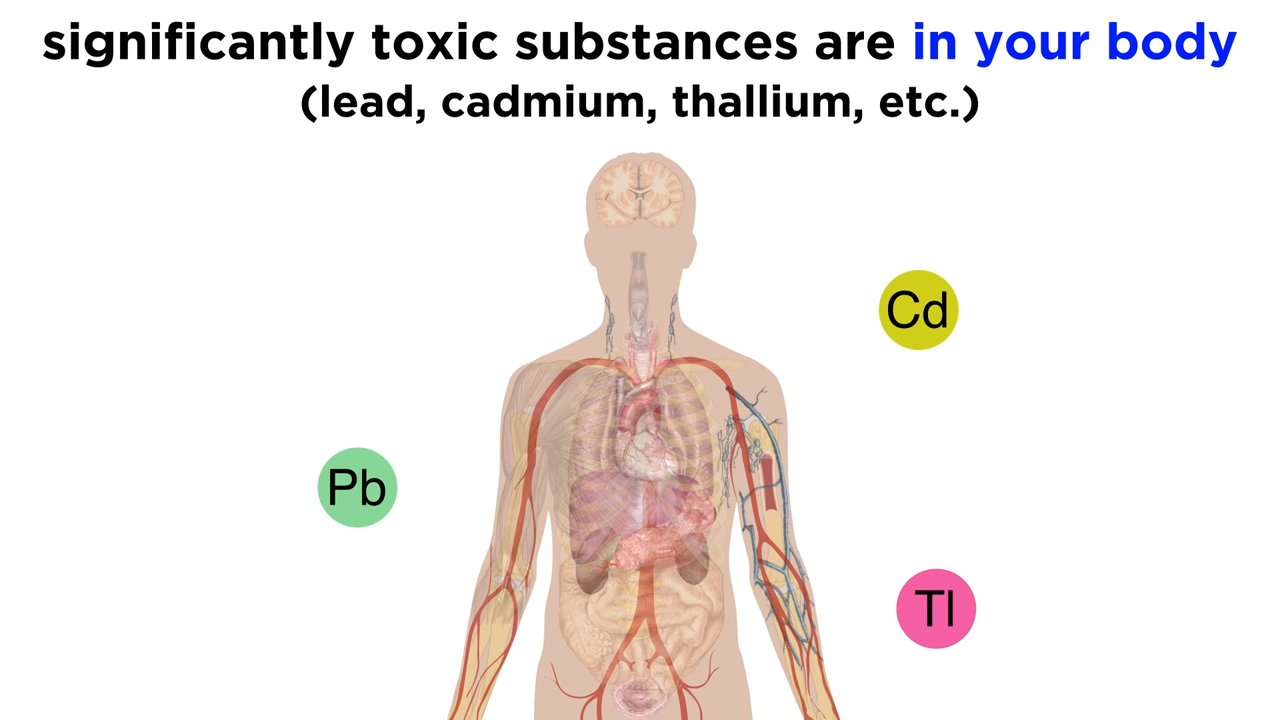 significantly toxic substances are in your body
(lead, cadmium, thallium, etc.)
Cd
Pb
Tl